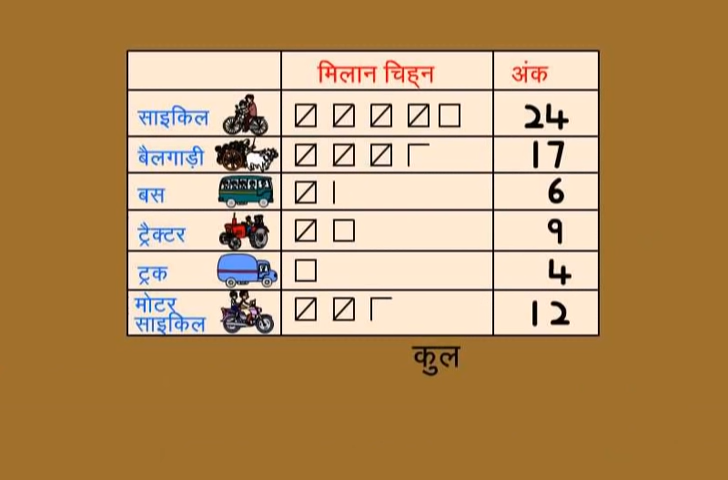 मिलान चिह्न अंक
साइकिल 24
बैलगाड़ी 17
बस 6
ट्रैक्टर 9
ट्रक 4
मोटर
साइकिल 12
कुल